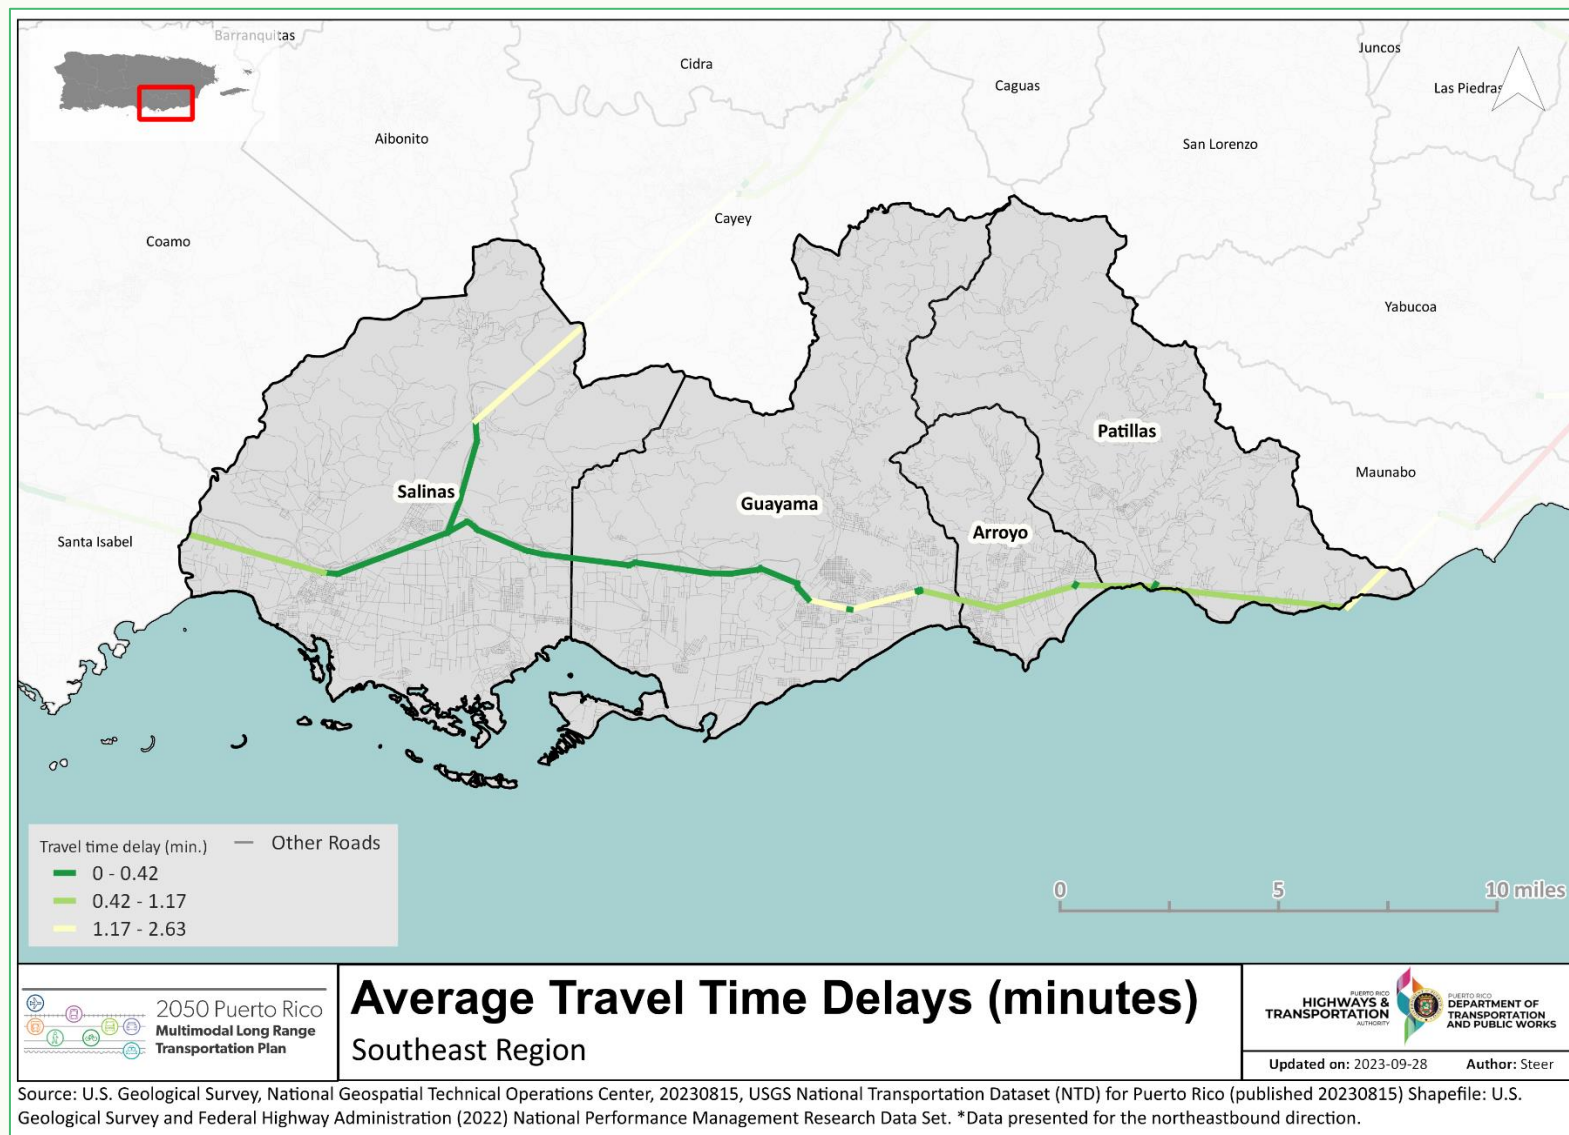 Barranquitas
Cidra
Juncos
Caguas
Las Piedras
Aibonito
San Lorenzo
Cayey
Coamo
Yabucoa
Patillas
Maunabo
Salinas
Guayama
Arroyo
Santa Isabel
Travel time delay (min.)
Other Roads
0 - 0.42
0.42 - 1.17
1.17 - 2.63
0 5 10 miles
2050 Puerto Rico
Multimodal Long Range
Transportation Plan
Average Travel Time Delays (minutes)
Southeast Region
PUERTO RICO
HIGHWAYS &
TRANSPORTATION
AUTHORITY
PUERTO RICO
DEPARTMENT OF
TRANSPORTATION
AND PUBLIC WORKS
Updated on: 2023-09-28 Author: Steer
Source: U.S. Geological Survey, National Geospatial Technical Operations Center, 20230815, USGS National Transportation Dataset (NTD) for Puerto Rico (published 20230815) Shapefile: U.S.
Geological Survey and Federal Highway Administration (2022) National Performance Management Research Data Set. *Data presented for the northeastbound direction.